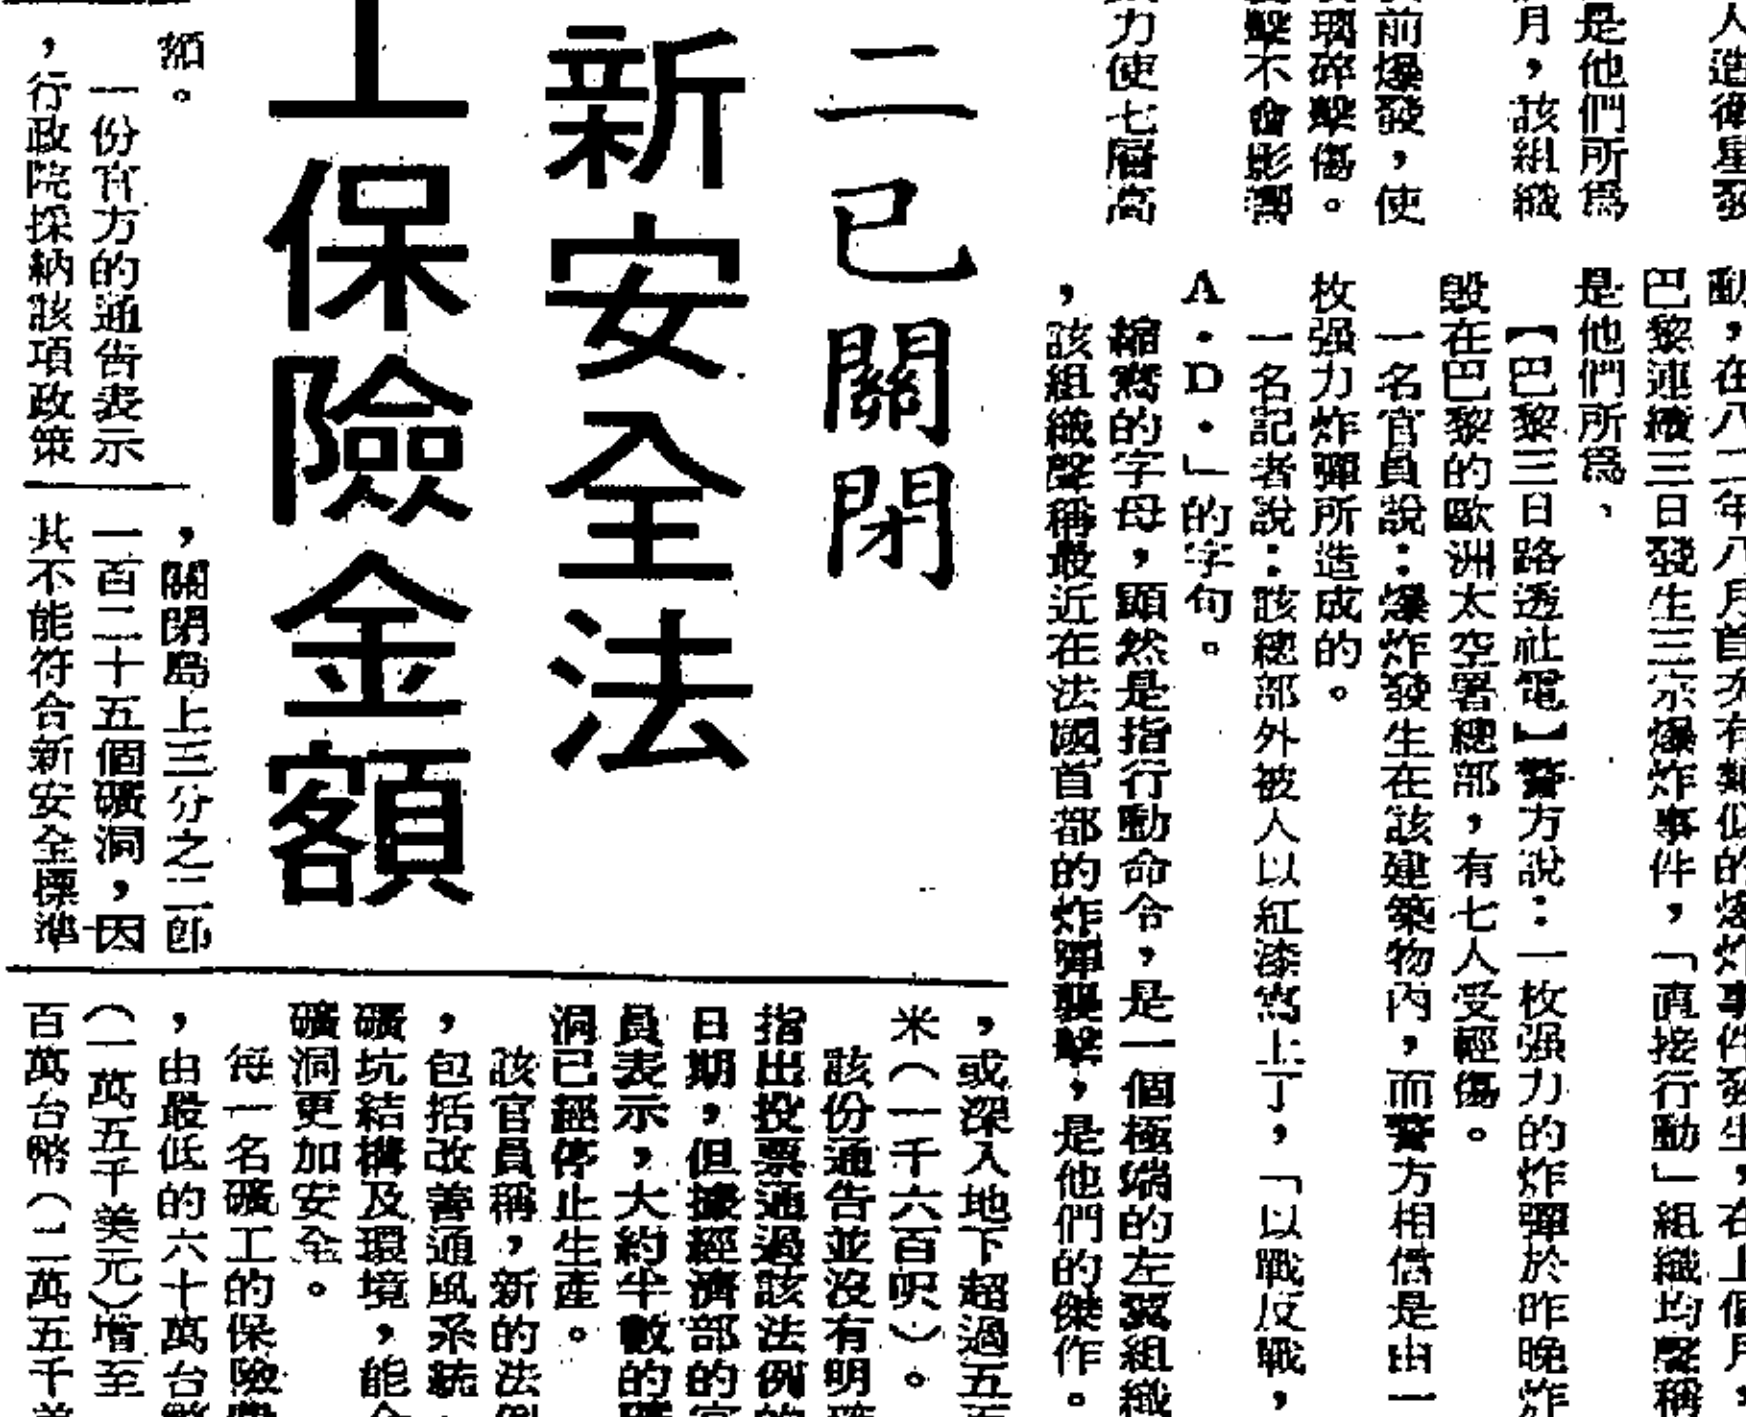 人造衛星發
是他們所爲
月，該組織
前爆發，使
璃碎擊傷。
擊不會影響
力使七層高
動，在八二年八月首次有類似的爆炸事件發生，在上個月，
巴黎連續三日發生三宗爆炸事件，「直接行動」組織均聲稱
是他們所爲、
【巴黎三日路透社電】警方說：一枚强力的炸彈於昨晚炸
毀在巴黎的歐洲太空署總部，有七人受輕傷。
一名官員說：爆炸發生在該建築物內，而警方相信是由一
枚强力炸彈所造成的。
一名記者說：該總部外被人以紅漆寫上了，「以戰反戰，
A・D・」的字句。
縮寫的字母，顯然是指行動命令，是一個極端的左翼組織
，該組織聲稱最近在法國首都的炸彈襲擊，是他們的傑作。
二已關閉
新安全法
上保險金額
。
一份官方的通告表示
，行政院採納該項政策
，關閉島上三分之二卽
一百二十五個礦洞，因
其不能符合新安全標準
，或深入地下超過五百
米（一千六百呎）。
該份通告並沒有明確
指出投票通過該法例的
日期，但據經濟部的官
員表示，大約半數的礦
洞已經停止生產。
該官員稱，新的法例
，包括改善通風系統、
礦坑結構及環境，能令
礦洞更加安全。
每一名礦工的保險費
，由最低的六十萬台幣
（一萬五千美元）增至
百萬台幣（二萬五千美